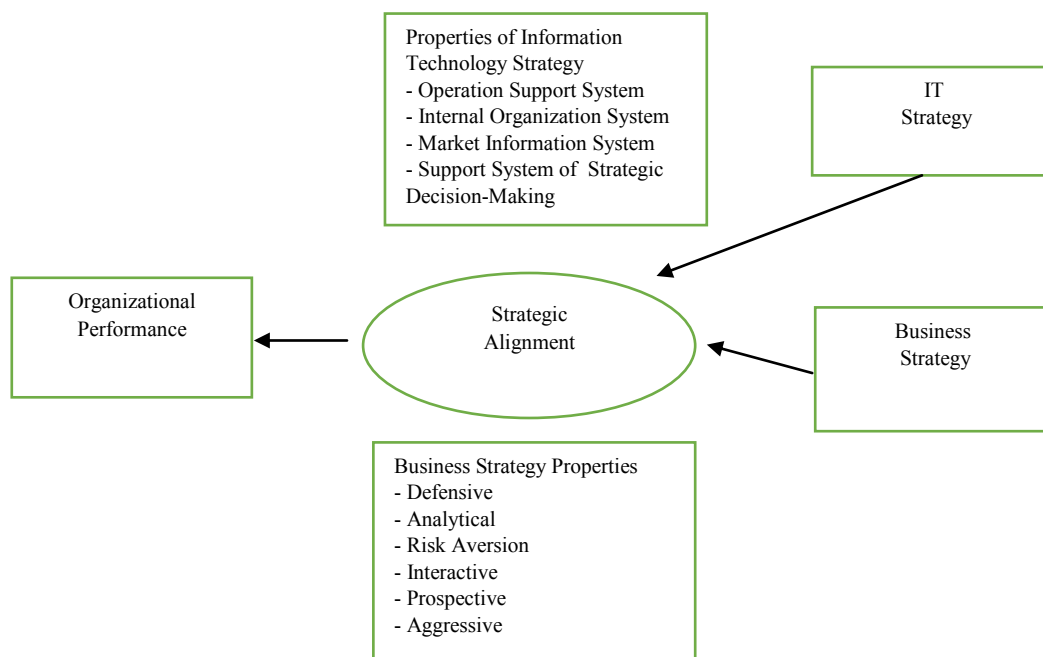 Properties of Information
Technology Strategy
- Operation Support System
- Internal Organization System
- Market Information System
- Support System of Strategic
Decision-Making
IT
Strategy
Organizational
Performance
Strategic
Alignment
Business
Strategy
Business Strategy Properties
- Defensive
- Analytical
- Risk Aversion
- Interactive
- Prospective
- Aggressive